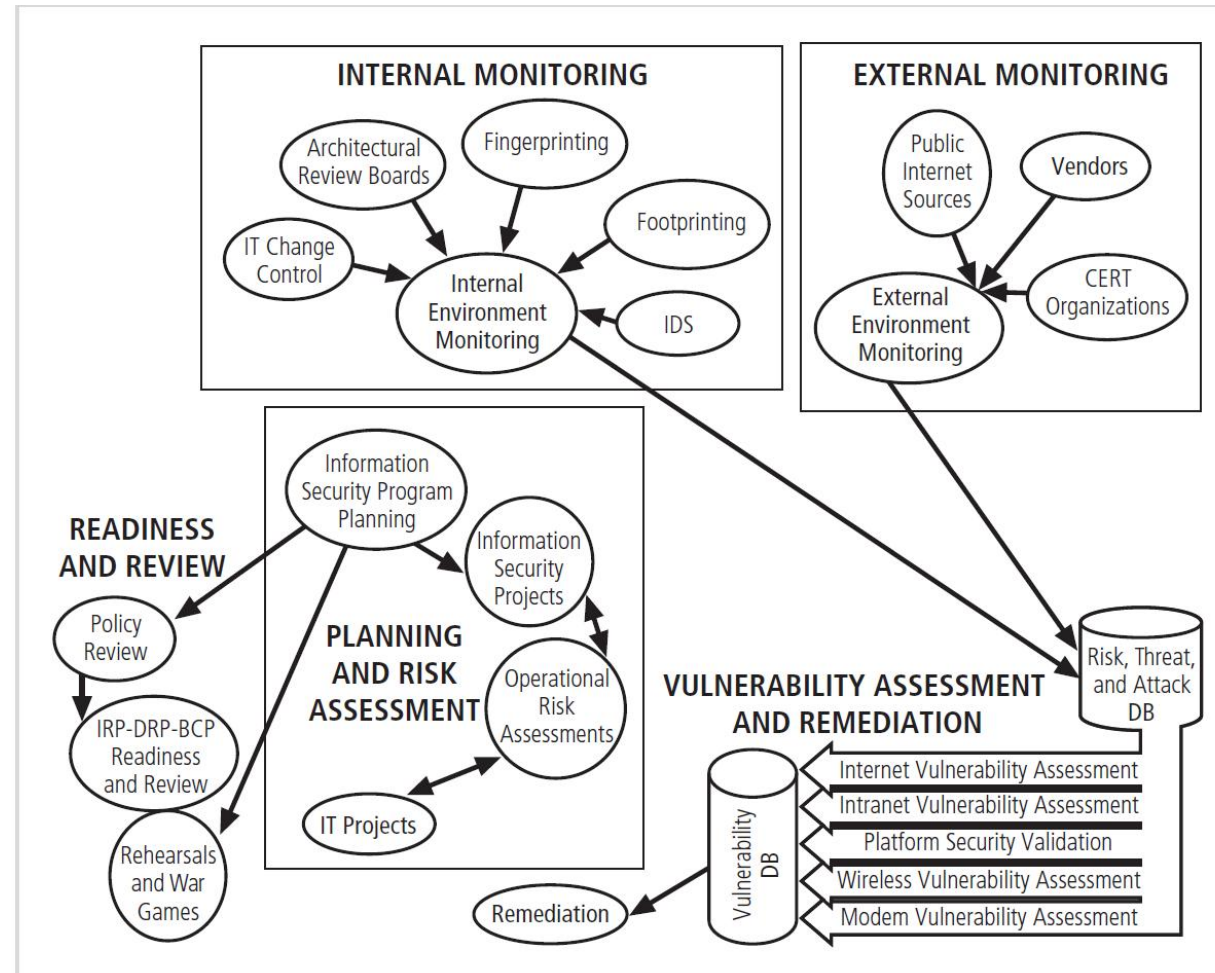 INTERNAL MONITORING
Architectural
Review Boards
Fingerprinting
Footprinting
IT Change
Control
Internal
Environment
Monitoring
IDS
EXTERNAL MONITORING
Public
Internet
Sources
Vendors
CERT
Organizations
External
Environment
Monitoring
READINESS
AND REVIEW
Policy
Review
IRP-DRP-BCP
Readiness
and Review
Rehearsals
and War
Games
Information
Security Program
Planning
Information
Security
Projects
PLANNING
AND RISK
ASSESSMENT
Operational
Risk
Assessments
IT Projects
VULNERABILITY ASSESSMENT
AND REMEDIATION
Risk, Threat,
and Attack
DB
Internet Vulnerability Assessment
Intranet Vulnerability Assessment
Platform Security Validation
Wireless Vulnerability Assessment
Modem Vulnerability Assessment
Vulnerability
DB
Remediation